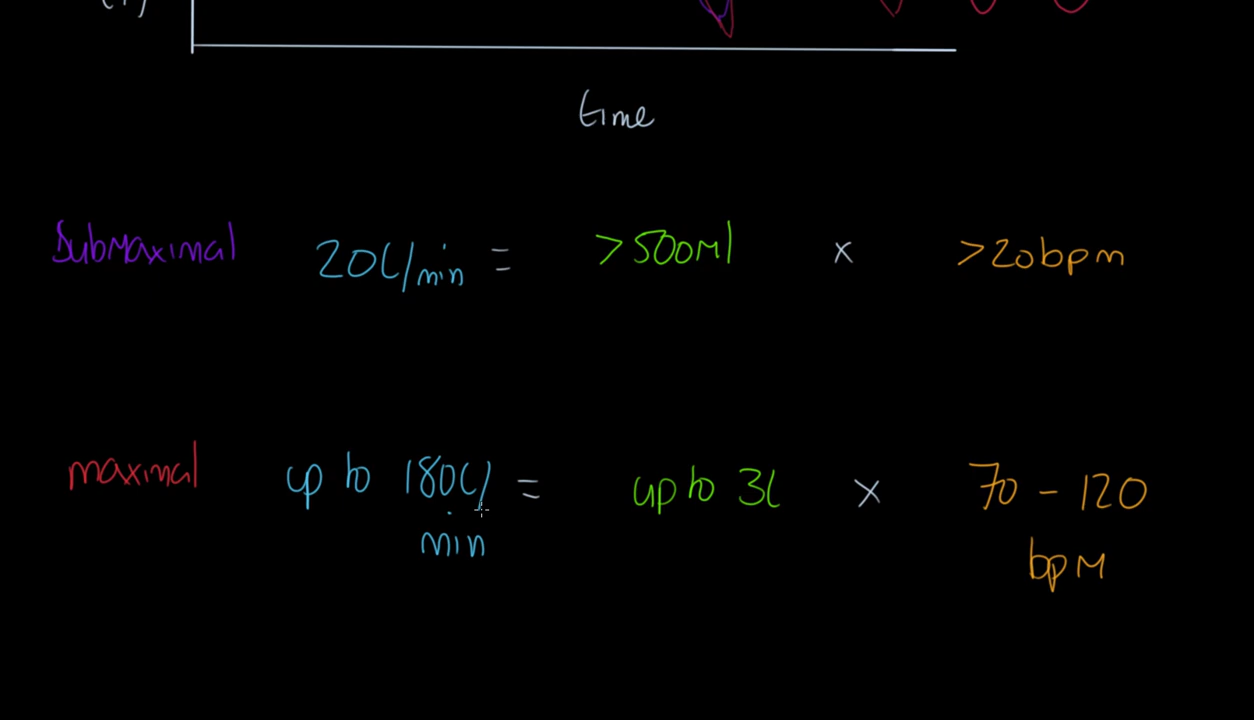 time
SubMaximal 20L/min = >500Ml x >20bpm
maximal up to 180L/ = up to 3L x 70 - 120
min bpM